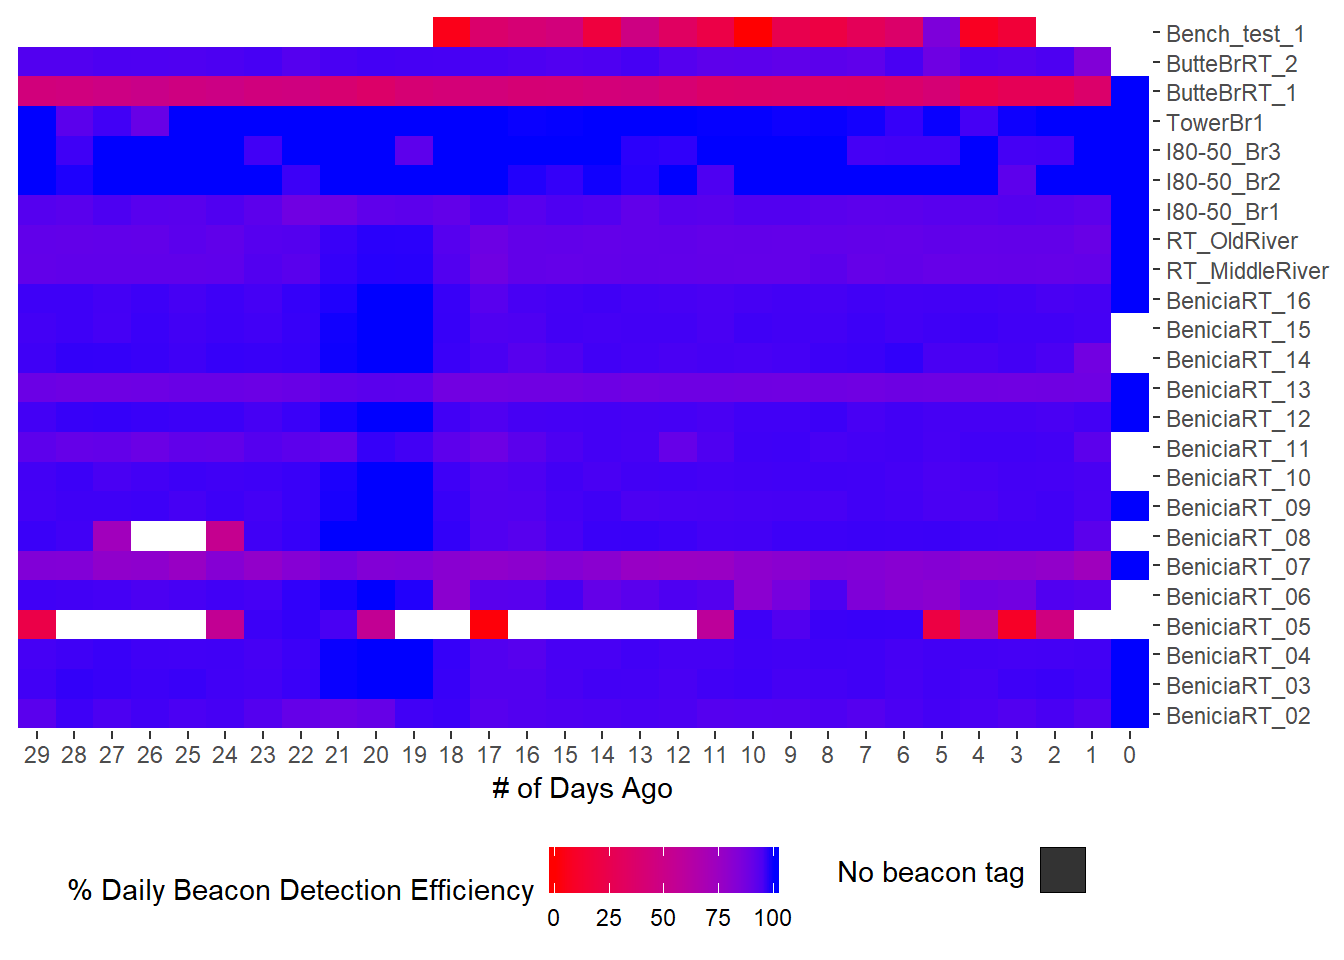 Bench_test_1
ButteBrRT_2
ButteBrRT_1
TowerBr1
I80-50_Br3
I80-50_Br2
I80-50_Br1
RT_OldRiver
RT_MiddleRiver
BeniciaRT_16
BeniciaRT_15
BeniciaRT_14
BeniciaRT_13
BeniciaRT_12
BeniciaRT_11
BeniciaRT_10
BeniciaRT_09
BeniciaRT_08
BeniciaRT_07
BeniciaRT_06
BeniciaRT_05
BeniciaRT_04
BeniciaRT_03
BeniciaRT_02
29 28 27 26 25 24 23 22 21 20 19 18 17 16 15 14 13 12 11 10 9 8 7 6 5 4 3 2 1 0
# of Days Ago
% Daily Beacon Detection Efficiency
0 25 50 75 100
No beacon tag